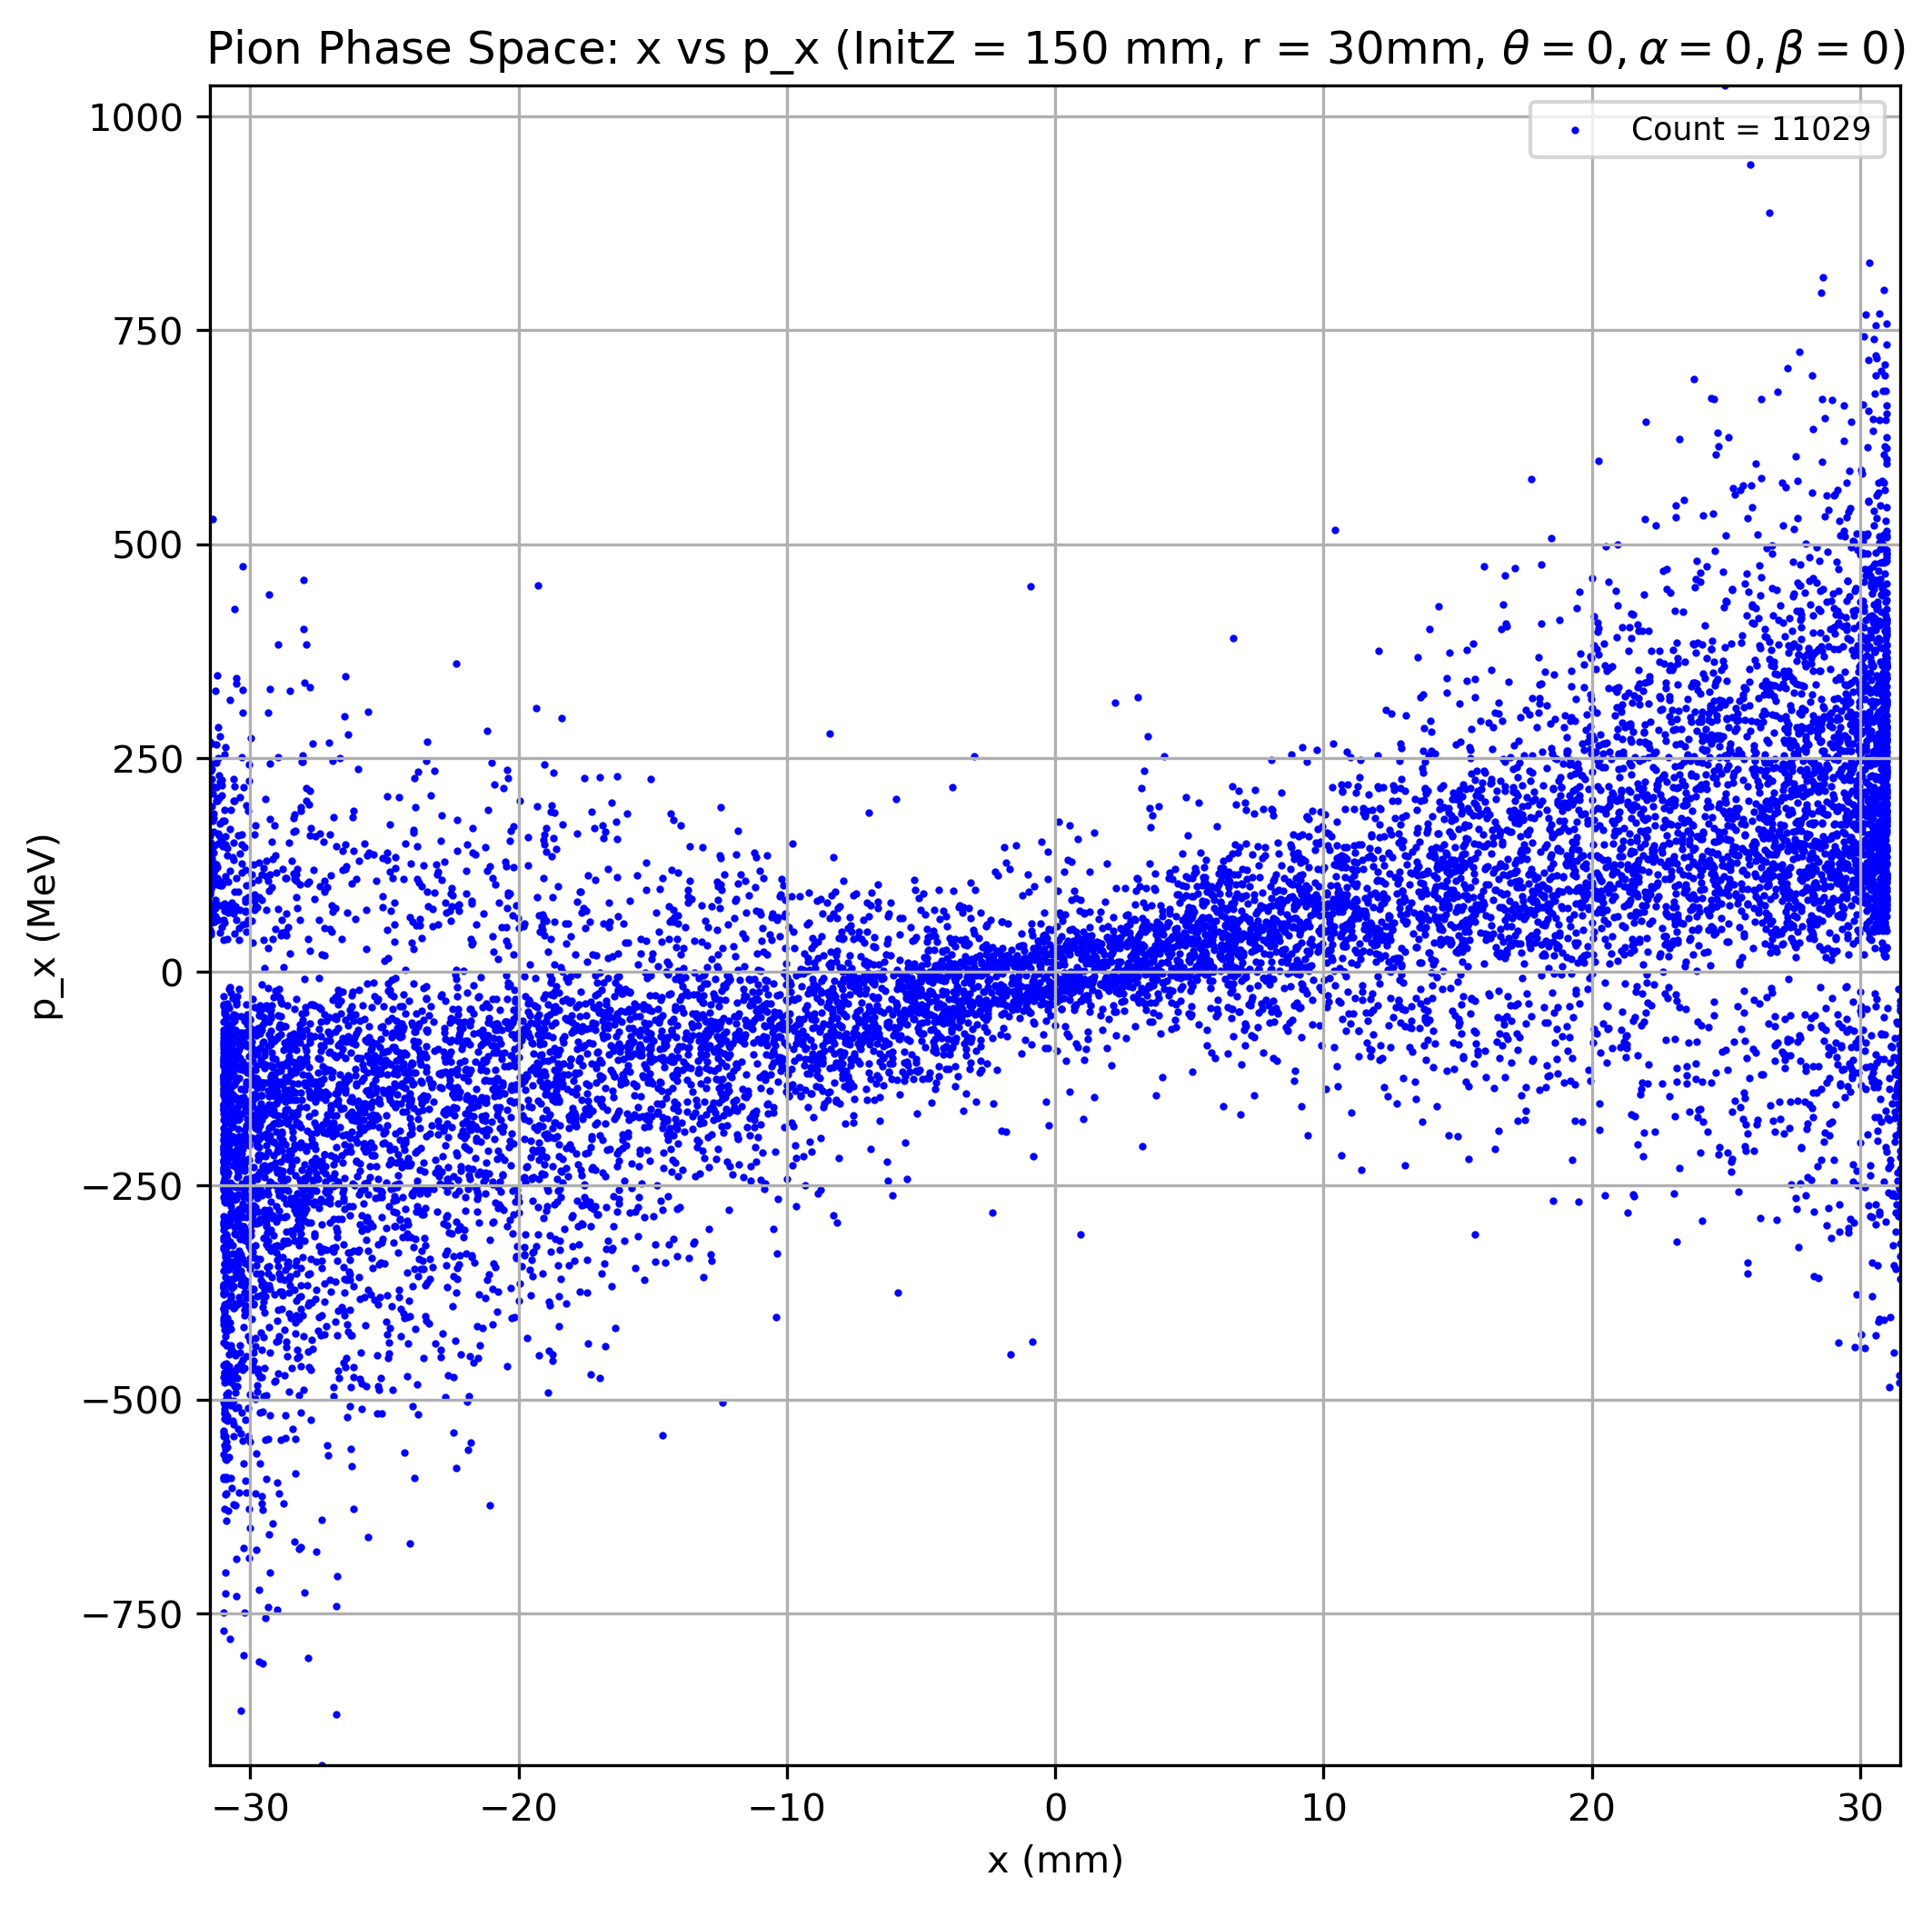 Pion Phase Space: x vs p_x (InitZ = 150 mm, r = 30mm, θ = 0, α = 0, β = 0)
Count = 11029
1000
750
500
250
0
−250
−500
−750
p_x (MeV)
−30 −20 −10 0 10 20 30
x (mm)